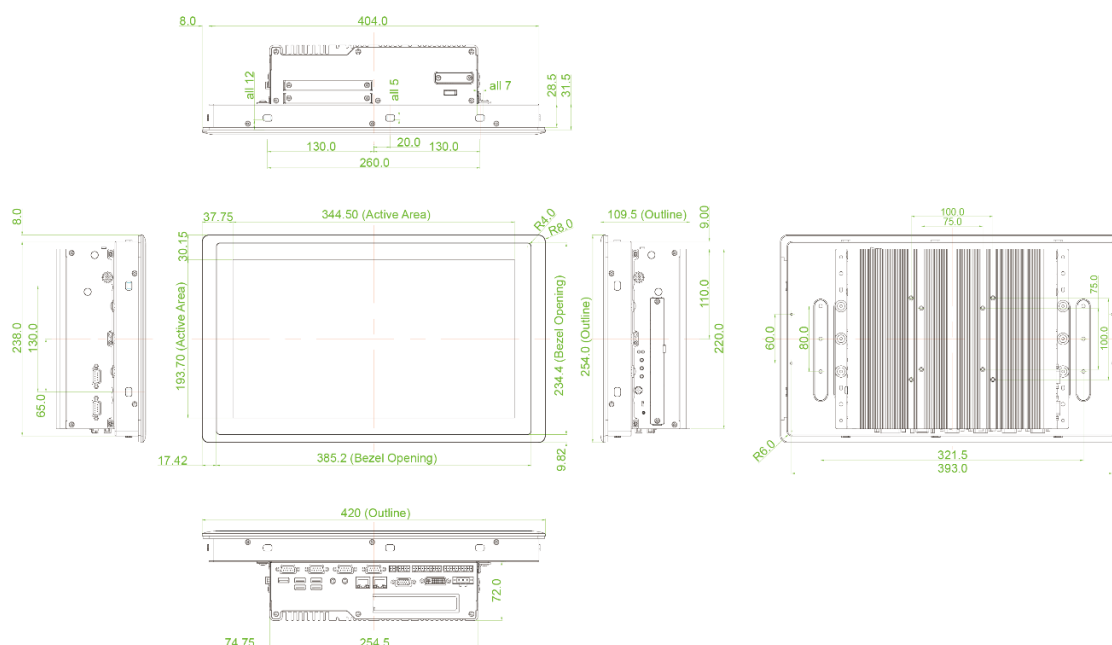 8.0
404.0
all 12
all 5
all 7
28.5
31.5
130.0
20.0
130.0
260.0
8.0
238.0
130.0
65.0
37.75
344.50 (Active Area)
R4.0
R8.0
30.15
193.70 (Active Area)
234.4 (Bezel Opening)
17.42
385.2 (Bezel Opening)
9.82
109.5 (Outline)
9.00
254.0 (Outline)
110.0
220.0
100.0
75.0
60.0
80.0
75.0
100.0
R6.0
321.5
393.0
420 (Outline)
72.0
74.75
254.5